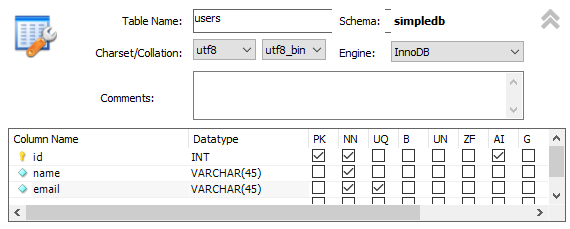 Table Name: users Schema: simpledb
Charset/Collation: utf8 utf8_bin Engine: InnoDB
Comments:
Column Name Datatype PK NN UQ B UN ZF AI G
id INT
name VARCHAR(45)
email VARCHAR(45)